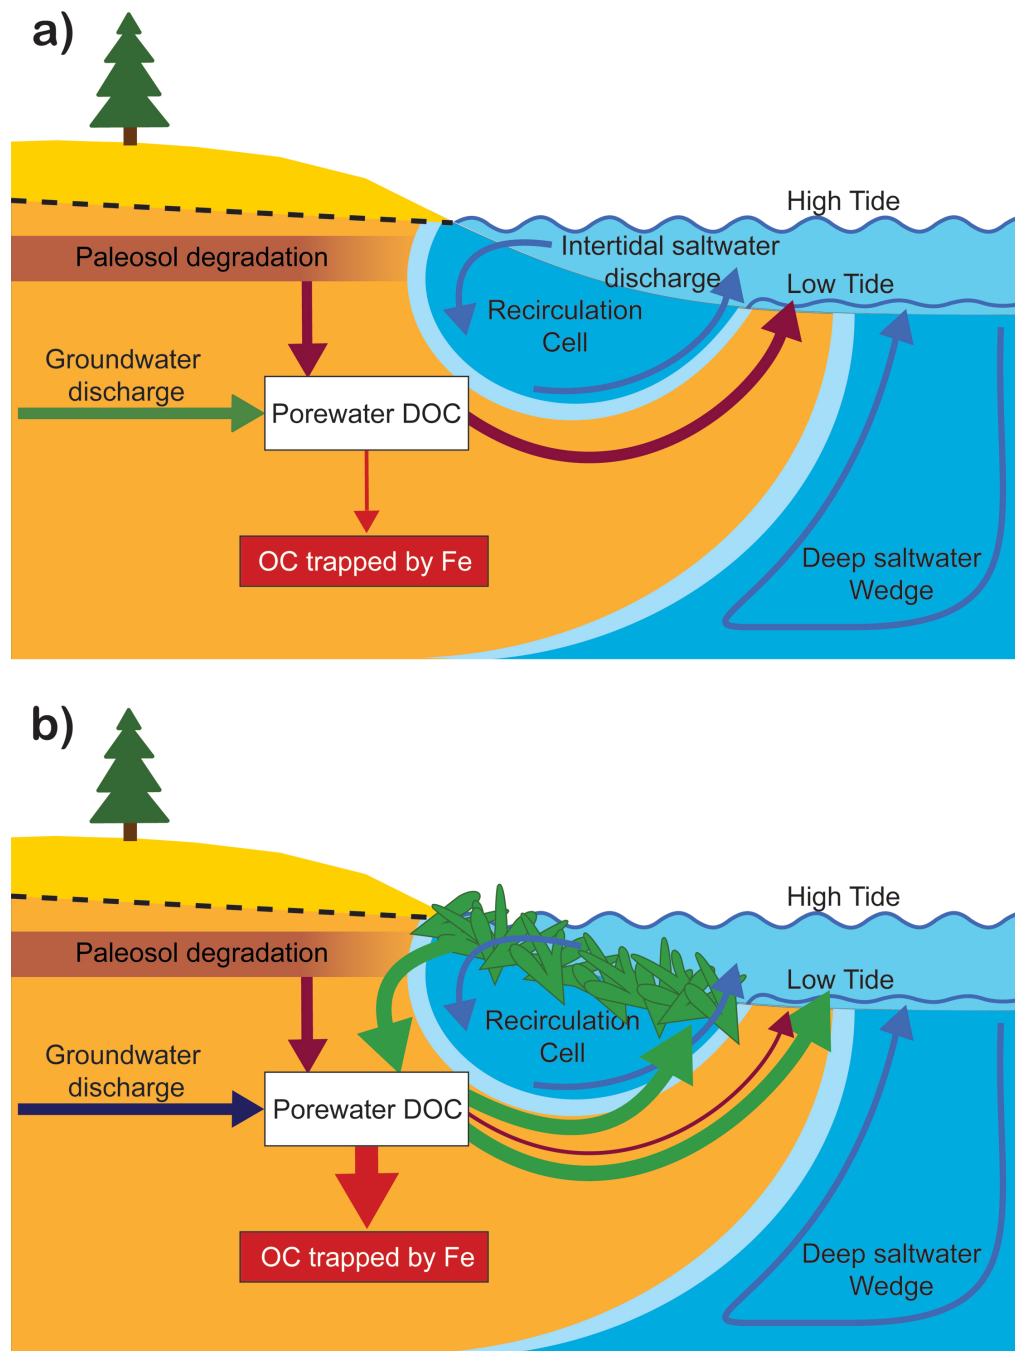 a)
High Tide
Intertidal saltwater
discharge
Paleosol degradation
Low Tide
Recirculation
Cell
Groundwater
discharge
Porewater DOC
OC trapped by Fe
Deep saltwater
Wedge
b)
High Tide
Paleosol degradation
Low Tide
Recirculation
Cell
Groundwater
discharge
Porewater DOC
OC trapped by Fe
Deep saltwater
Wedge